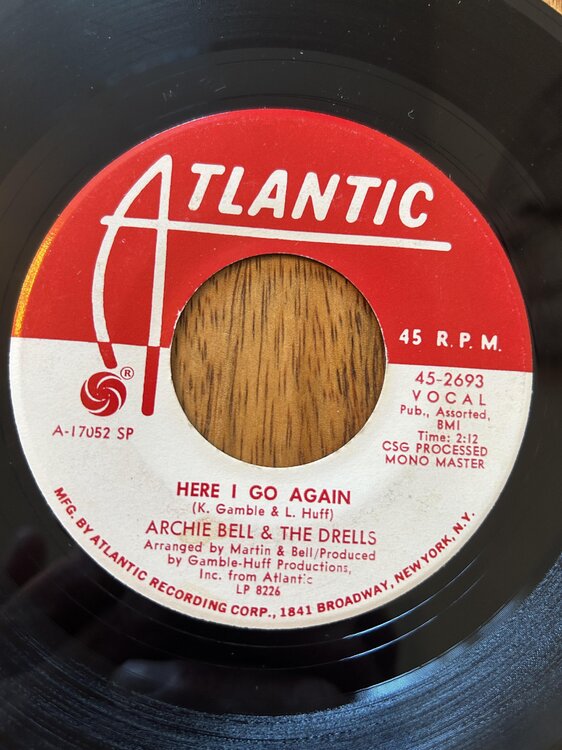 ATLANTIC
45 R.P.M.
®
45-2693
VOCAL
Pub., Assorted,
BMI
Time: 2:12
CSG PROCESSED
MONO MASTER
A-17052 SP
HERE I GO AGAIN
(K. Gamble & L. Huff)
ARCHIE BELL & THE DRELLS
Arranged by Martin & Bell/Produced
by Gamble-Huff Productions,
Inc. from Atlantic
LP 8226
MFG. BY ATLANTIC RECORDING CORP., 1841 BROADWAY, NEW YORK, N.Y.